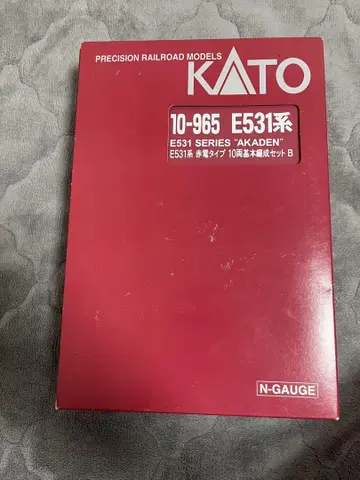 PRECISION RAILROAD MODELS
KATO
10-965 E531系
E531 SERIES "AKADEN"
E531系 赤電タイプ 10両基本編成セット B
N-GAUGE